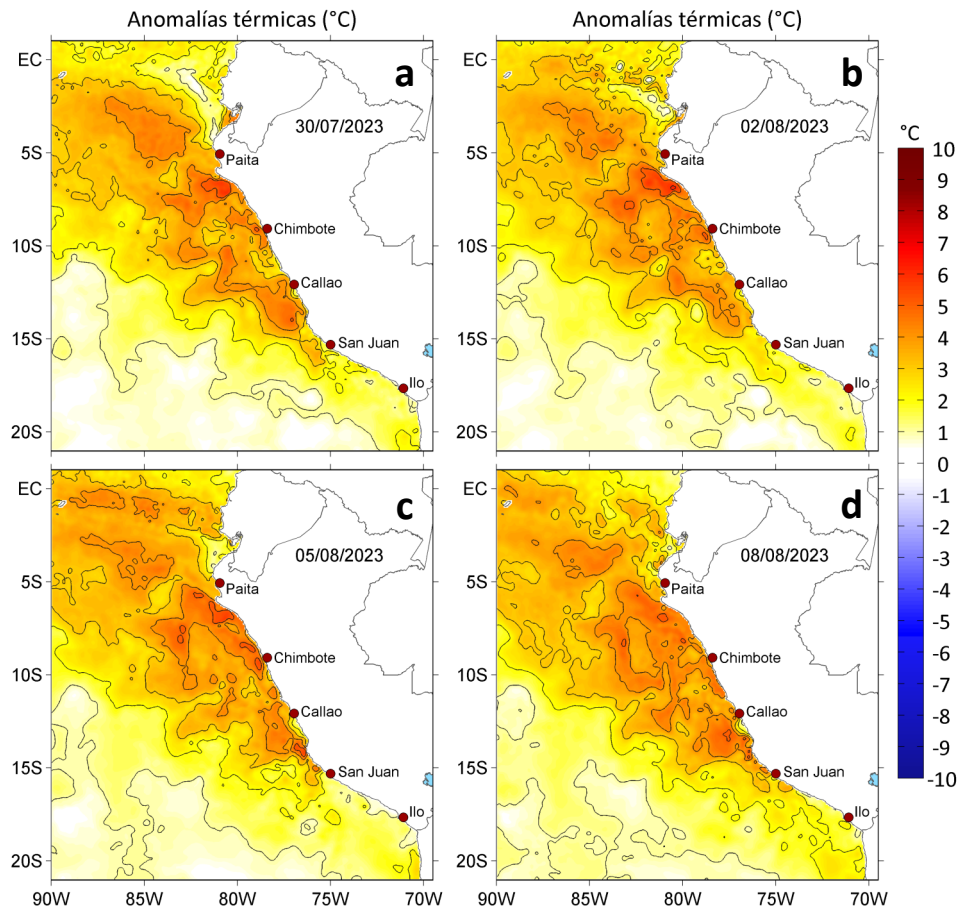 Anomalías térmicas (°C)
Anomalías térmicas (°C)
EC
5S
10S
15S
20S
a
30/07/2023
Paita
Chimbote
Callao
San Juan
Ilo
EC
5S
10S
15S
20S
b
02/08/2023
Paita
Chimbote
Callao
San Juan
Ilo
EC
5S
10S
15S
20S
c
05/08/2023
Paita
Chimbote
Callao
San Juan
Ilo
90W 85W 80W 75W 70W
EC
5S
10S
15S
20S
d
08/08/2023
Paita
Chimbote
Callao
San Juan
Ilo
90W 85W 80W 75W 70W
°C
10
9
8
7
6
5
4
3
2
1
0
-1
-2
-3
-4
-5
-6
-7
-8
-9
-10